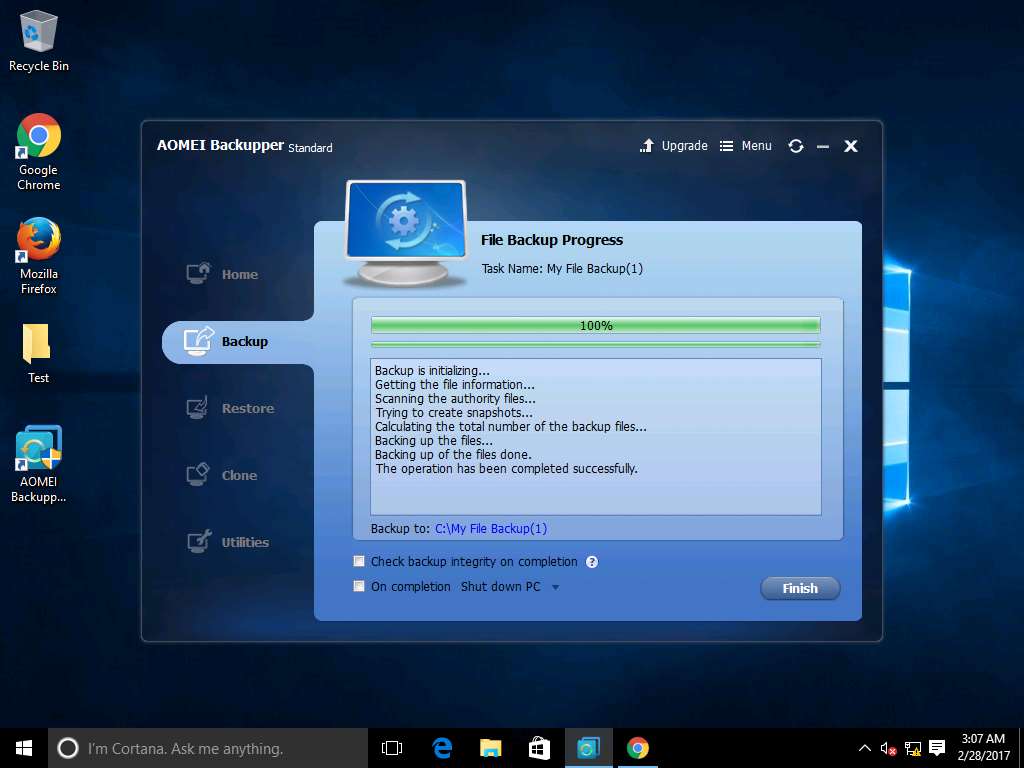 Recycle Bin
Google
Chrome
Mozilla
Firefox
Test
AOMEI
Backupp...
AOMEI Backupper Standard
Upgrade
Menu
Home
Backup
Restore
Clone
Utilities
File Backup Progress
Task Name: My File Backup(1)
100%
Backup is initializing...
Getting the file information...
Scanning the authority files...
Trying to create snapshots...
Calculating the total number of the backup files...
Backing up the files...
Backing up of the files done.
The operation has been completed successfully.
Backup to: C:\My File Backup(1)
Check backup integrity on completion ?
On completion Shut down PC
Finish
I'm Cortana. Ask me anything.
3:07 AM
2/28/2017